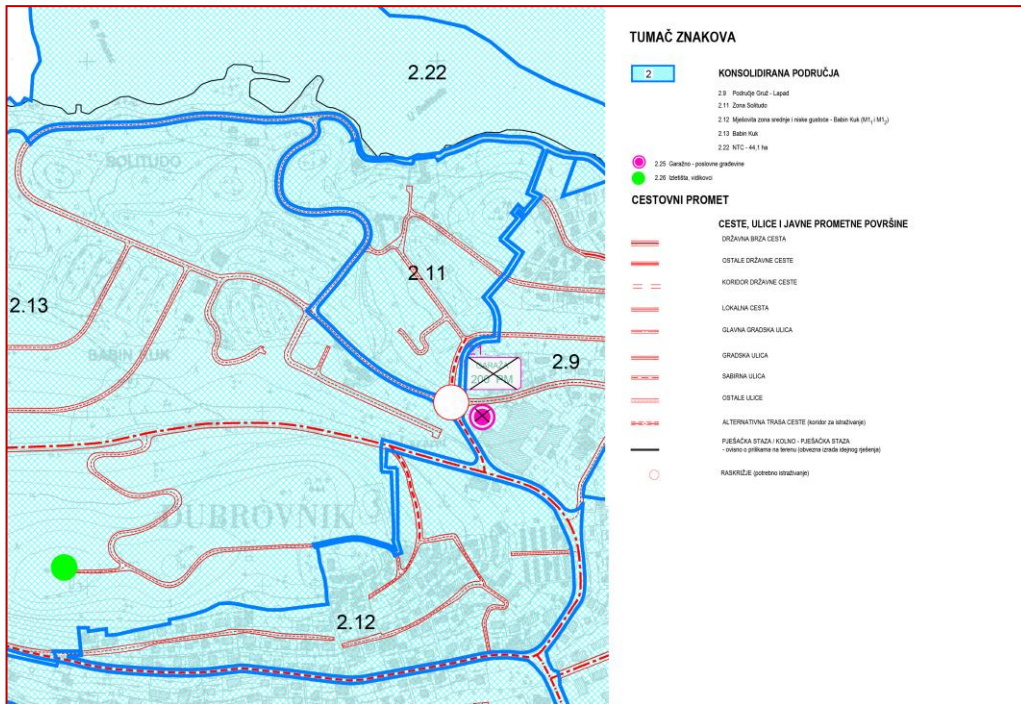 2.22
SOLITUDO
2.11
2.13
BABIN KUK
2.9
GARAŽA
200 PM
DUBROVNIK
2.12
TUMAČ ZNAKOVA
2 KONSOLIDIRANA PODRUČJA
2.9 Područje Gruž - Lapad
2.11 Zona Solitudo
2.12 Mješovita zona srednje i niske gustoće - Babin Kuk (M1₁ i M1₂)
2.13 Babin Kuk
2.22 NTC - 44,1 ha
2.25 Garažno - poslovne građevine
2.26 Izletišta, vidikovci
CESTOVNI PROMET
CESTE, ULICE I JAVNE PROMETNE POVRŠINE
DRŽAVNA BRZA CESTA
OSTALE DRŽAVNE CESTE
KORIDOR DRŽAVNE CESTE
LOKALNA CESTA
GLAVNA GRADSKA ULICA
GRADSKA ULICA
SABIRNA ULICA
OSTALE ULICE
ALTERNATIVNA TRASA CESTE (koridor za istraživanje)
PJEŠAČKA STAZA / KOLNO - PJEŠAČKA STAZA
- ovisno o prilikama na terenu (obvezna izrada idejnog rješenja)
RASKRIŽJE (potrebno istraživanje)